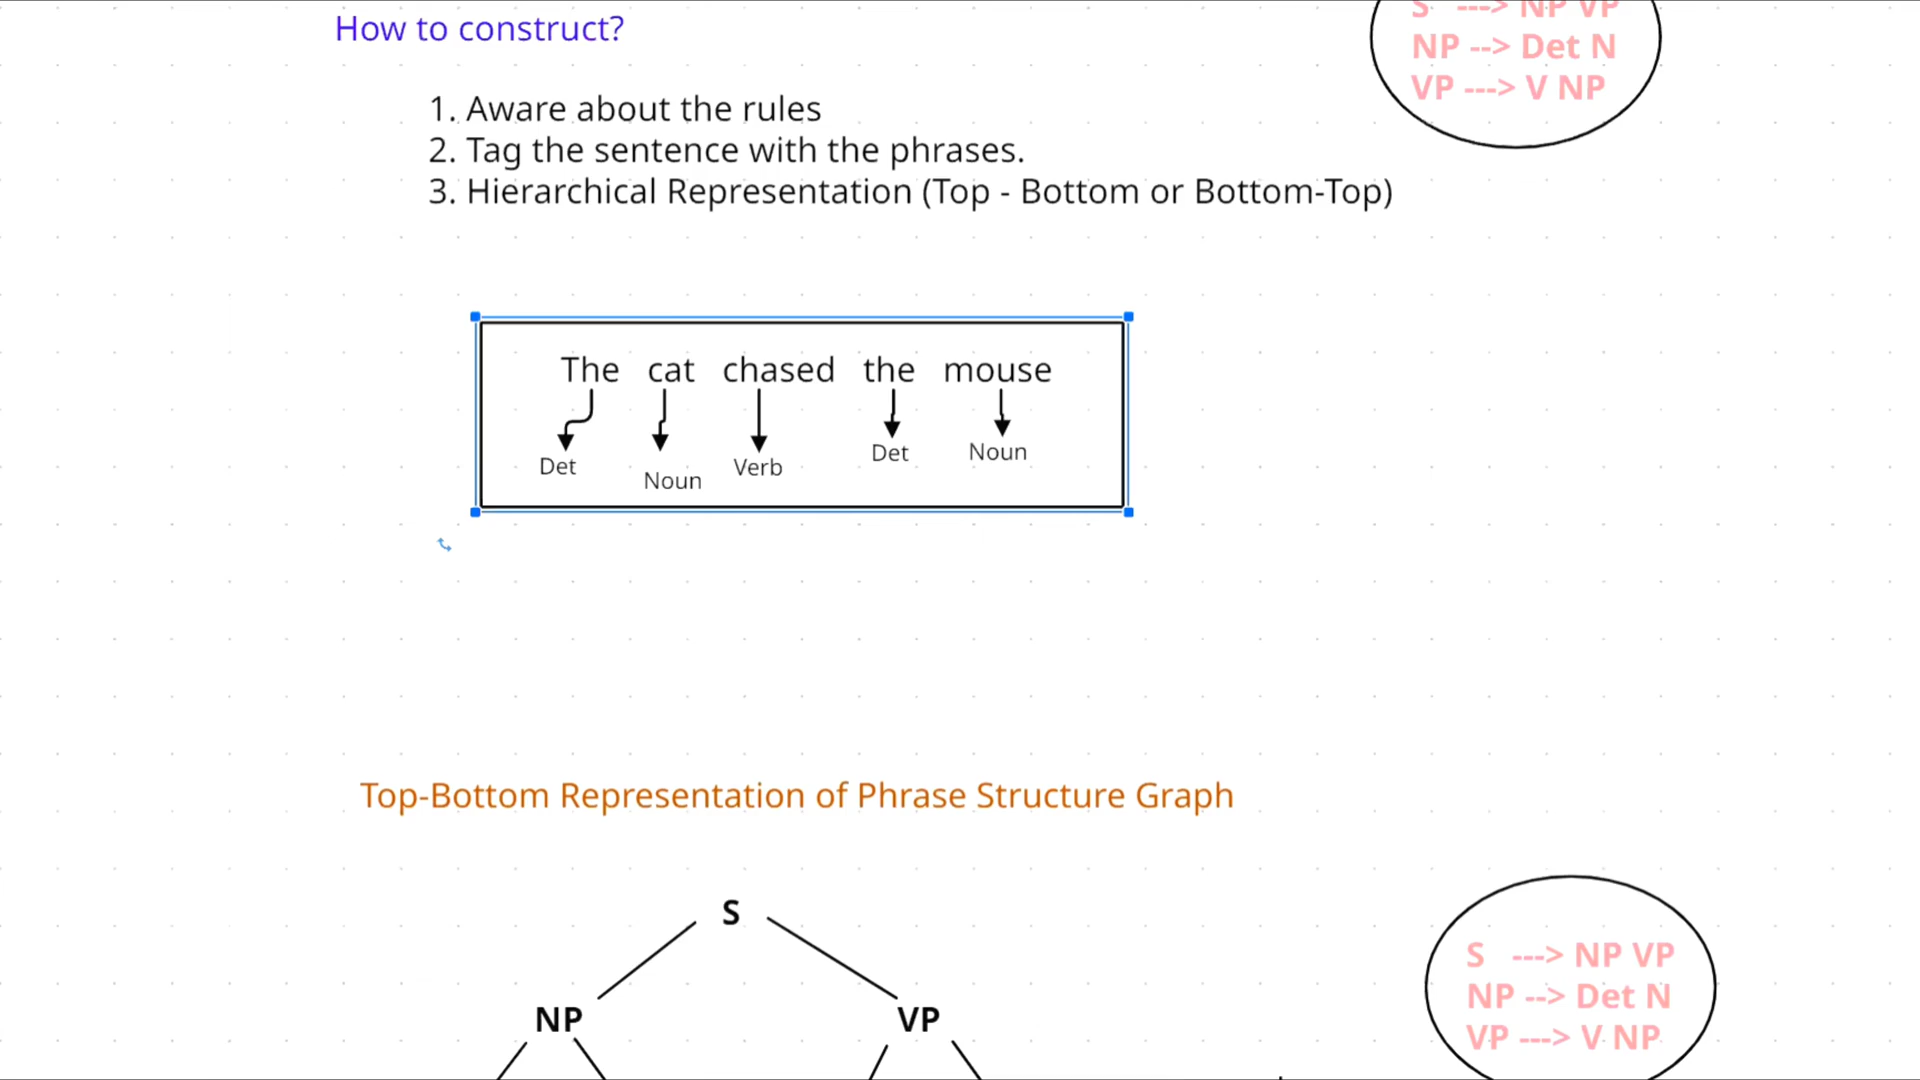 How to construct?
S ---> NP VP
NP --> Det N
VP ---> V NP
1. Aware about the rules
2. Tag the sentence with the phrases.
3. Hierarchical Representation (Top - Bottom or Bottom-Top)
The cat chased the mouse
Det Noun Verb Det Noun
Top-Bottom Representation of Phrase Structure Graph
S
NP VP
S ---> NP VP
NP --> Det N
VP ---> V NP